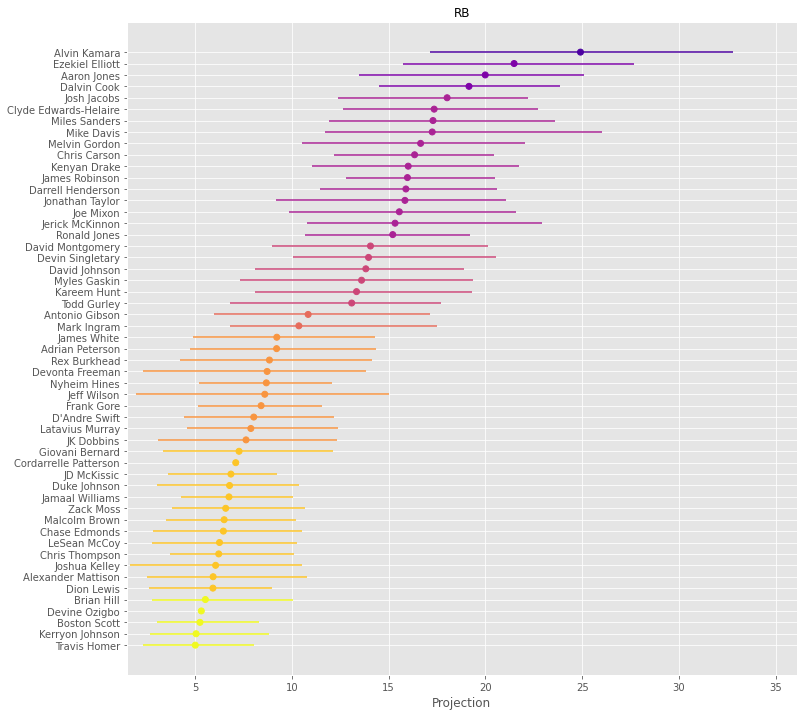 RB
Alvin Kamara
Ezekiel Elliott
Aaron Jones
Dalvin Cook
Josh Jacobs
Clyde Edwards-Helaire
Miles Sanders
Mike Davis
Melvin Gordon
Chris Carson
Kenyan Drake
James Robinson
Darrell Henderson
Jonathan Taylor
Joe Mixon
Jerick McKinnon
Ronald Jones
David Montgomery
Devin Singletary
David Johnson
Myles Gaskin
Kareem Hunt
Todd Gurley
Antonio Gibson
Mark Ingram
James White
Adrian Peterson
Rex Burkhead
Devonta Freeman
Nyheim Hines
Jeff Wilson
Frank Gore
D'Andre Swift
Latavius Murray
JK Dobbins
Giovani Bernard
Cordarrelle Patterson
JD McKissic
Duke Johnson
Jamaal Williams
Zack Moss
Malcolm Brown
Chase Edmonds
LeSean McCoy
Chris Thompson
Joshua Kelley
Alexander Mattison
Dion Lewis
Brian Hill
Devine Ozigbo
Boston Scott
Kerryon Johnson
Travis Homer
5 10 15 20 25 30 35
Projection